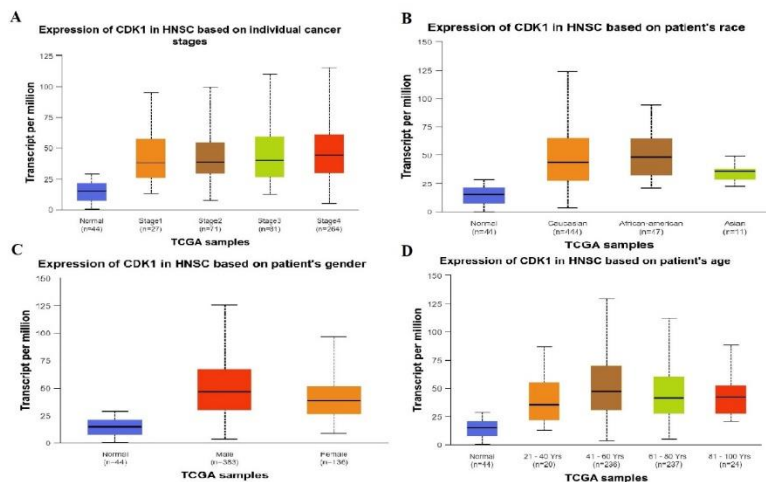 A
Expression of CDK1 in HNSC based on individual cancer
stages
Transcript per million
125
100
75
50
25
0
Normal
(n=44)
Stage1
(n=27)
Stage2
(n=71)
Stage3
(n=81)
Stage4
(n=264)
TCGA samples
B
Expression of CDK1 in HNSC based on patient's race
Transcript per million
150
125
100
75
50
25
0
Normal
(n=44)
Caucasian
(n=444)
African-american
(n=47)
Asian
(n=11)
TCGA samples
C
Expression of CDK1 in HNSC based on patient's gender
Transcript per million
150
125
100
75
50
25
0
Normal
(n=44)
Male
(n=383)
Female
(n=136)
TCGA samples
D
Expression of CDK1 in HNSC based on patient's age
Transcript per million
150
125
100
75
50
25
0
Normal
(n=44)
21 - 40 Yrs
(n=20)
41 - 60 Yrs
(n=236)
61 - 80 Yrs
(n=237)
81 - 100 Yrs
(n=24)
TCGA samples